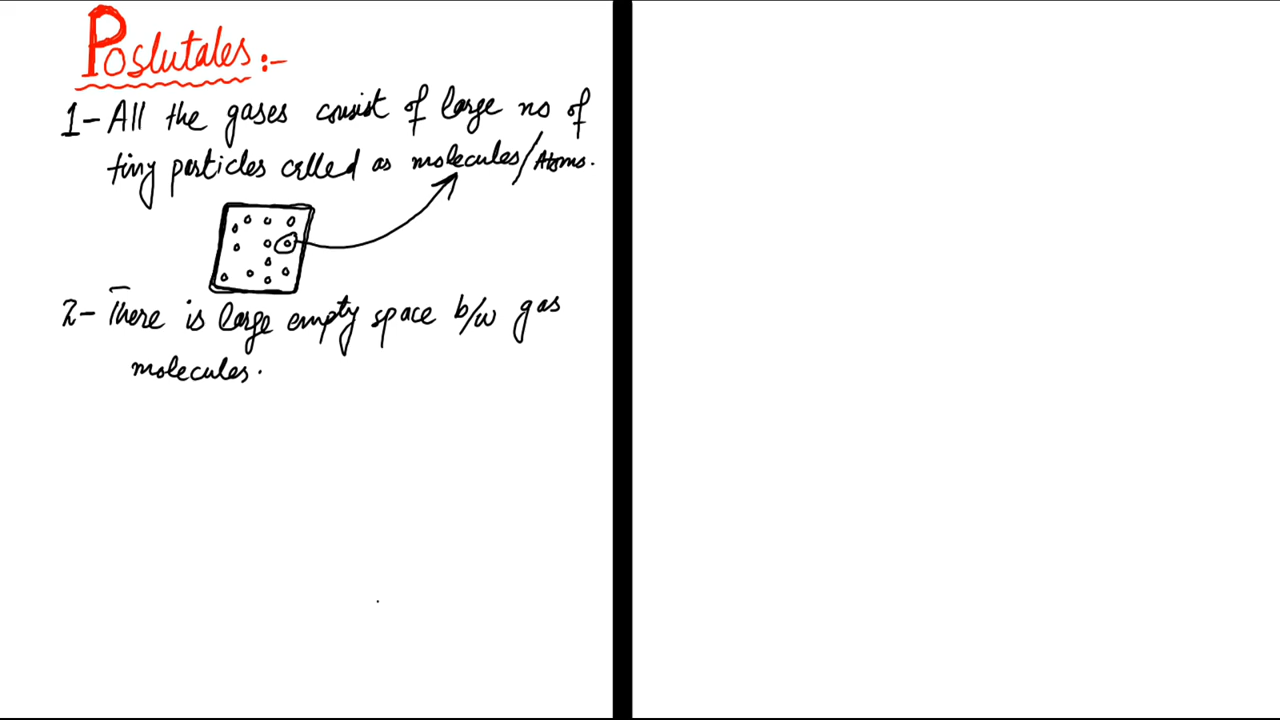 Poslutales :-
1- All the gases consist of large no of
tiny particles called as molecules/Atoms.
2- There is large empty space b/w gas
molecules.